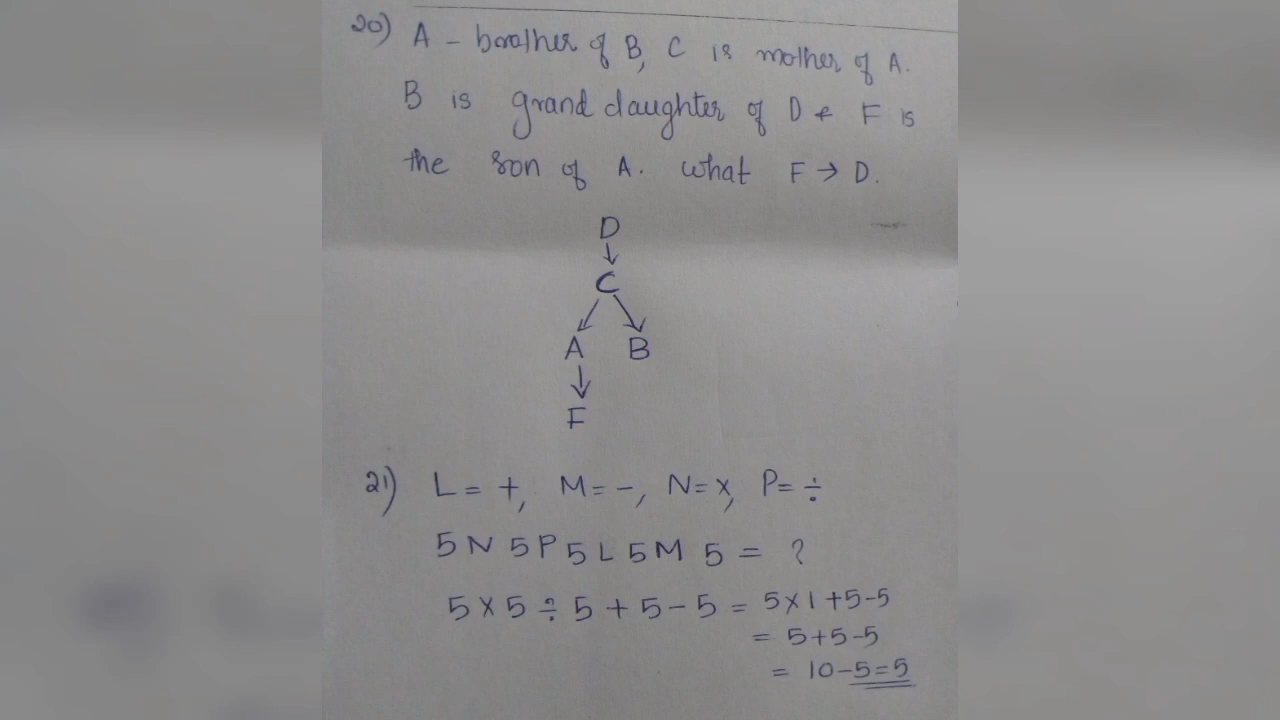 20) A - brother of B, C is mother of A.
B is grand daughter of D & F is
the son of A. what F → D.
D
↓
C
↙ ↘
A B
↓
F
21) L = +, M = -, N = x, P = ÷
5 N 5 P 5 L 5 M 5 = ?
5 X 5 ÷ 5 + 5 - 5 = 5 X 1 + 5 - 5
= 5 + 5 - 5
= 10 - 5 = 5